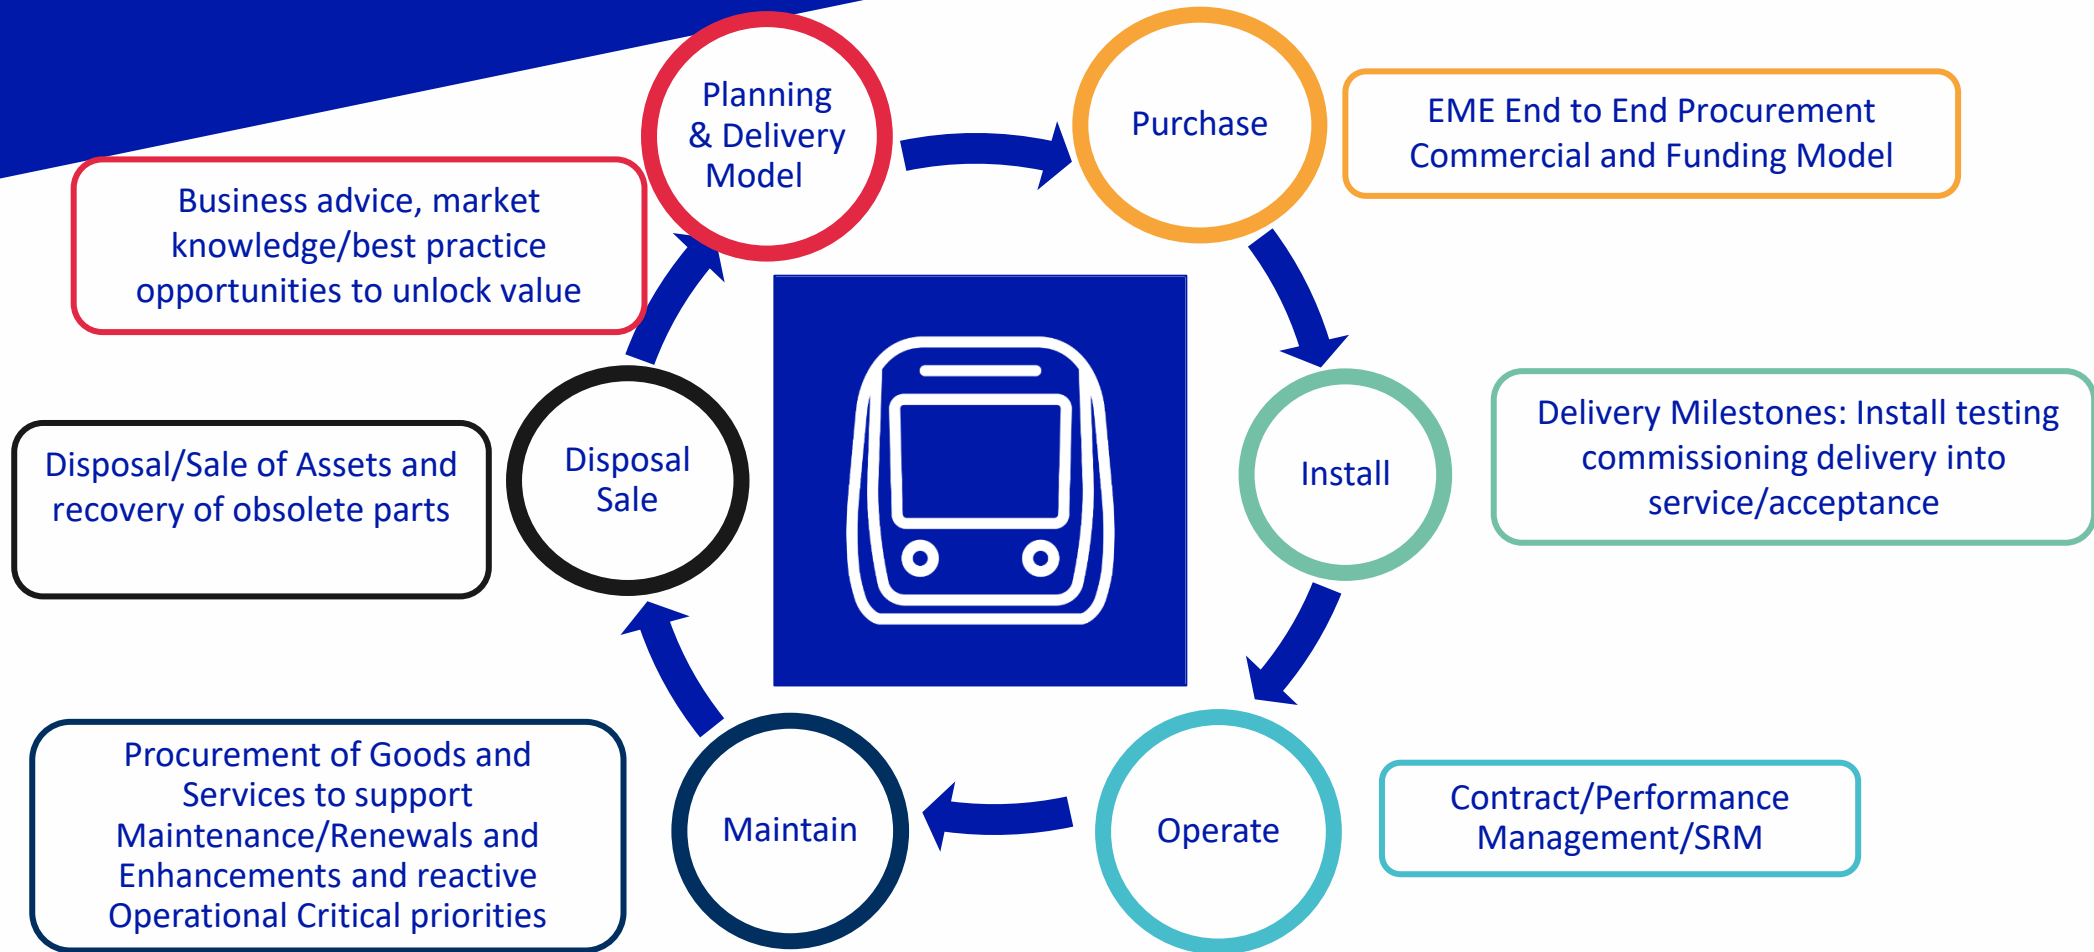 Planning
& Delivery
Model
Purchase
EME End to End Procurement
Commercial and Funding Model
Business advice, market
knowledge/best practice
opportunities to unlock value
Disposal/Sale of Assets and
recovery of obsolete parts
Disposal
Sale
Install
Delivery Milestones: Install testing
commissioning delivery into
service/acceptance
Procurement of Goods and
Services to support
Maintenance/Renewals and
Enhancements and reactive
Operational Critical priorities
Maintain
Operate
Contract/Performance
Management/SRM